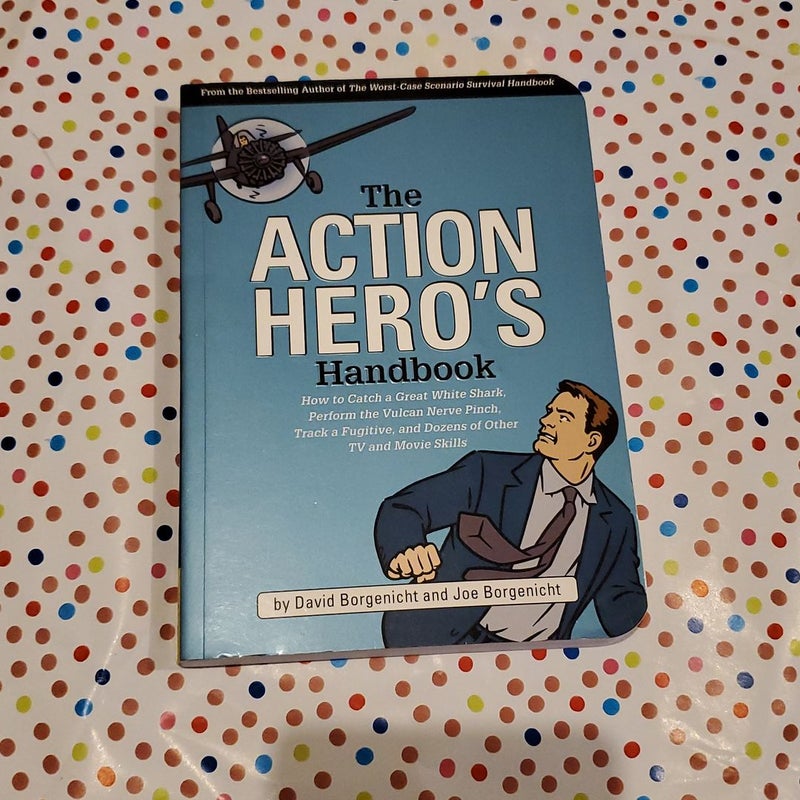 From the Bestselling Author of The Worst-Case Scenario Survival Handbook
The
ACTION
HERO'S
Handbook
How to Catch a Great White Shark,
Perform the Vulcan Nerve Pinch,
Track a Fugitive, and Dozens of Other
TV and Movie Skills
by David Borgenicht and Joe Borgenicht